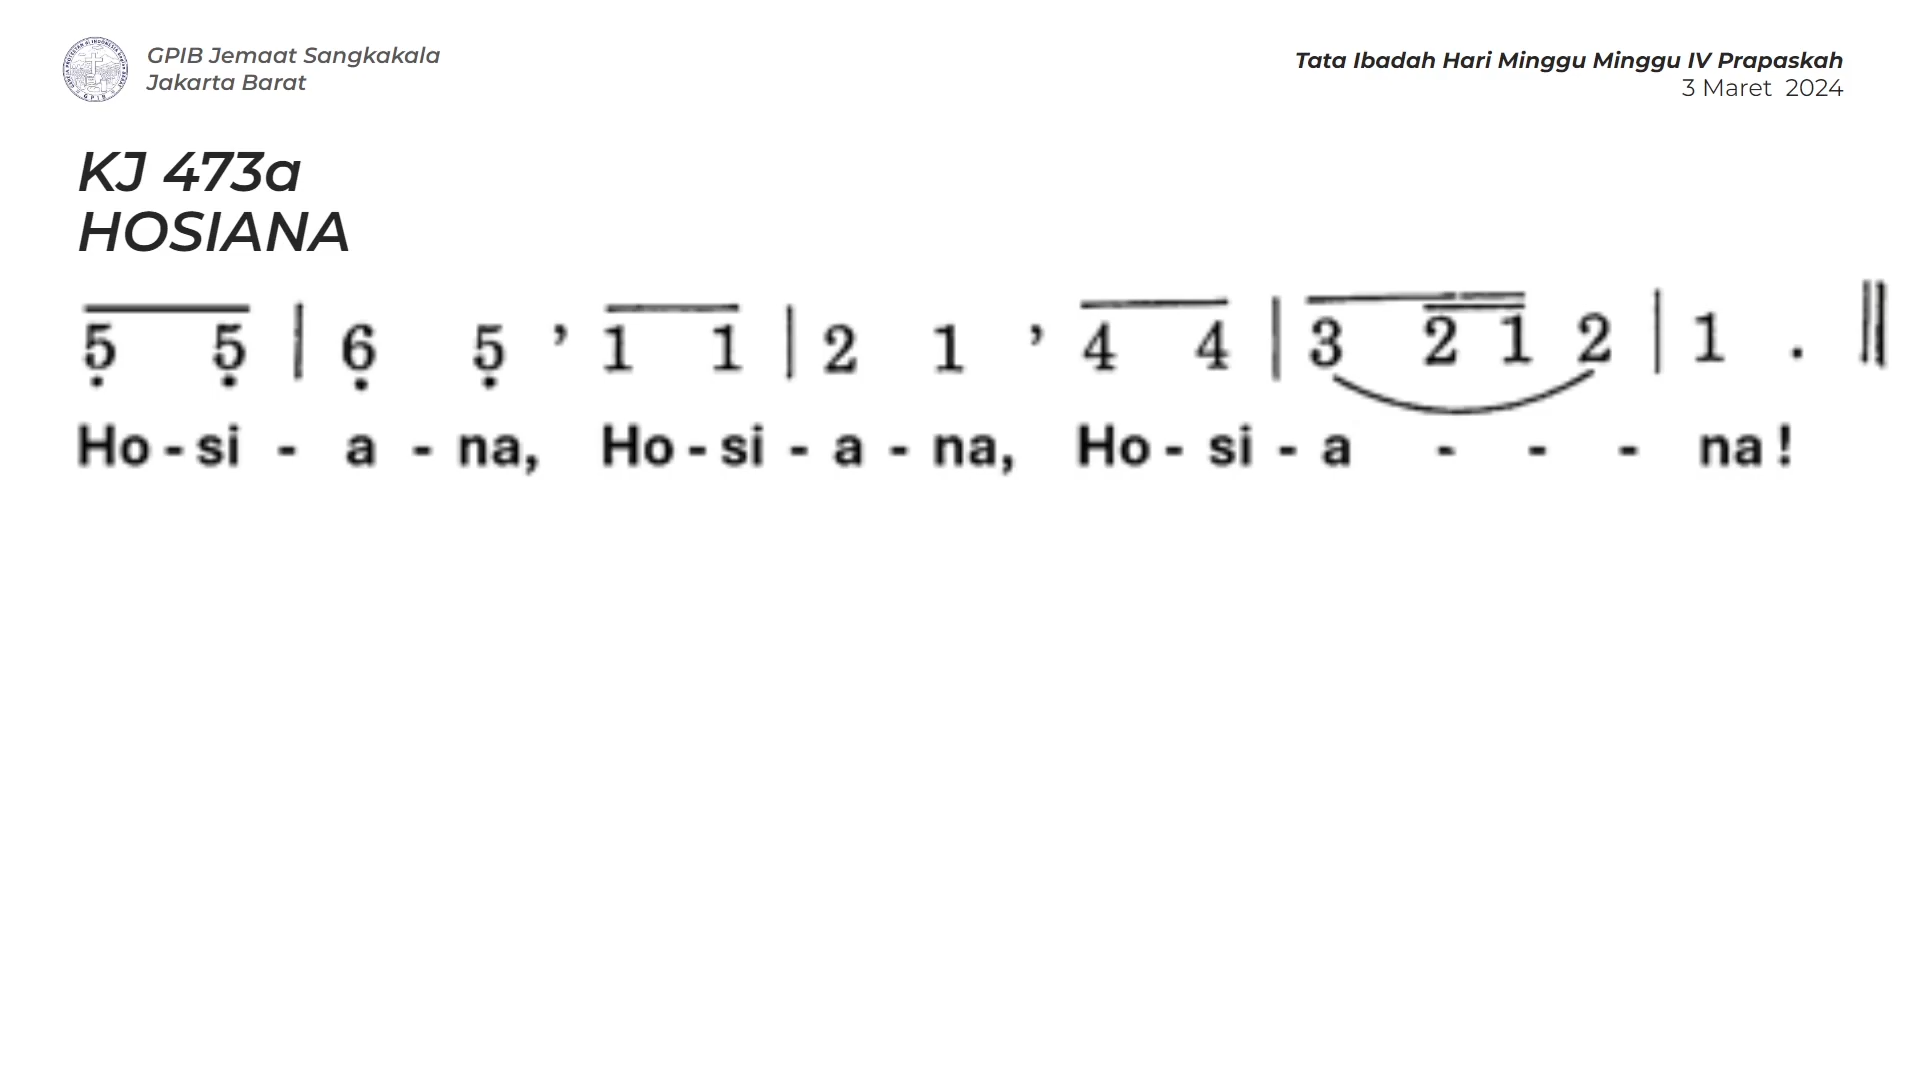 GPIB Jemaat Sangkakala
Jakarta Barat
Tata Ibadah Hari Minggu Minggu IV Prapaskah
3 Maret 2024
KJ 473a
HOSIANA
5̣ 5̣ | 6̣ 5̣ , 1 1 | 2 1 , 4 4 | 3 2 1 2 | 1 . ||
Ho - si - a - na, Ho - si - a - na, Ho - si - a - - - na !